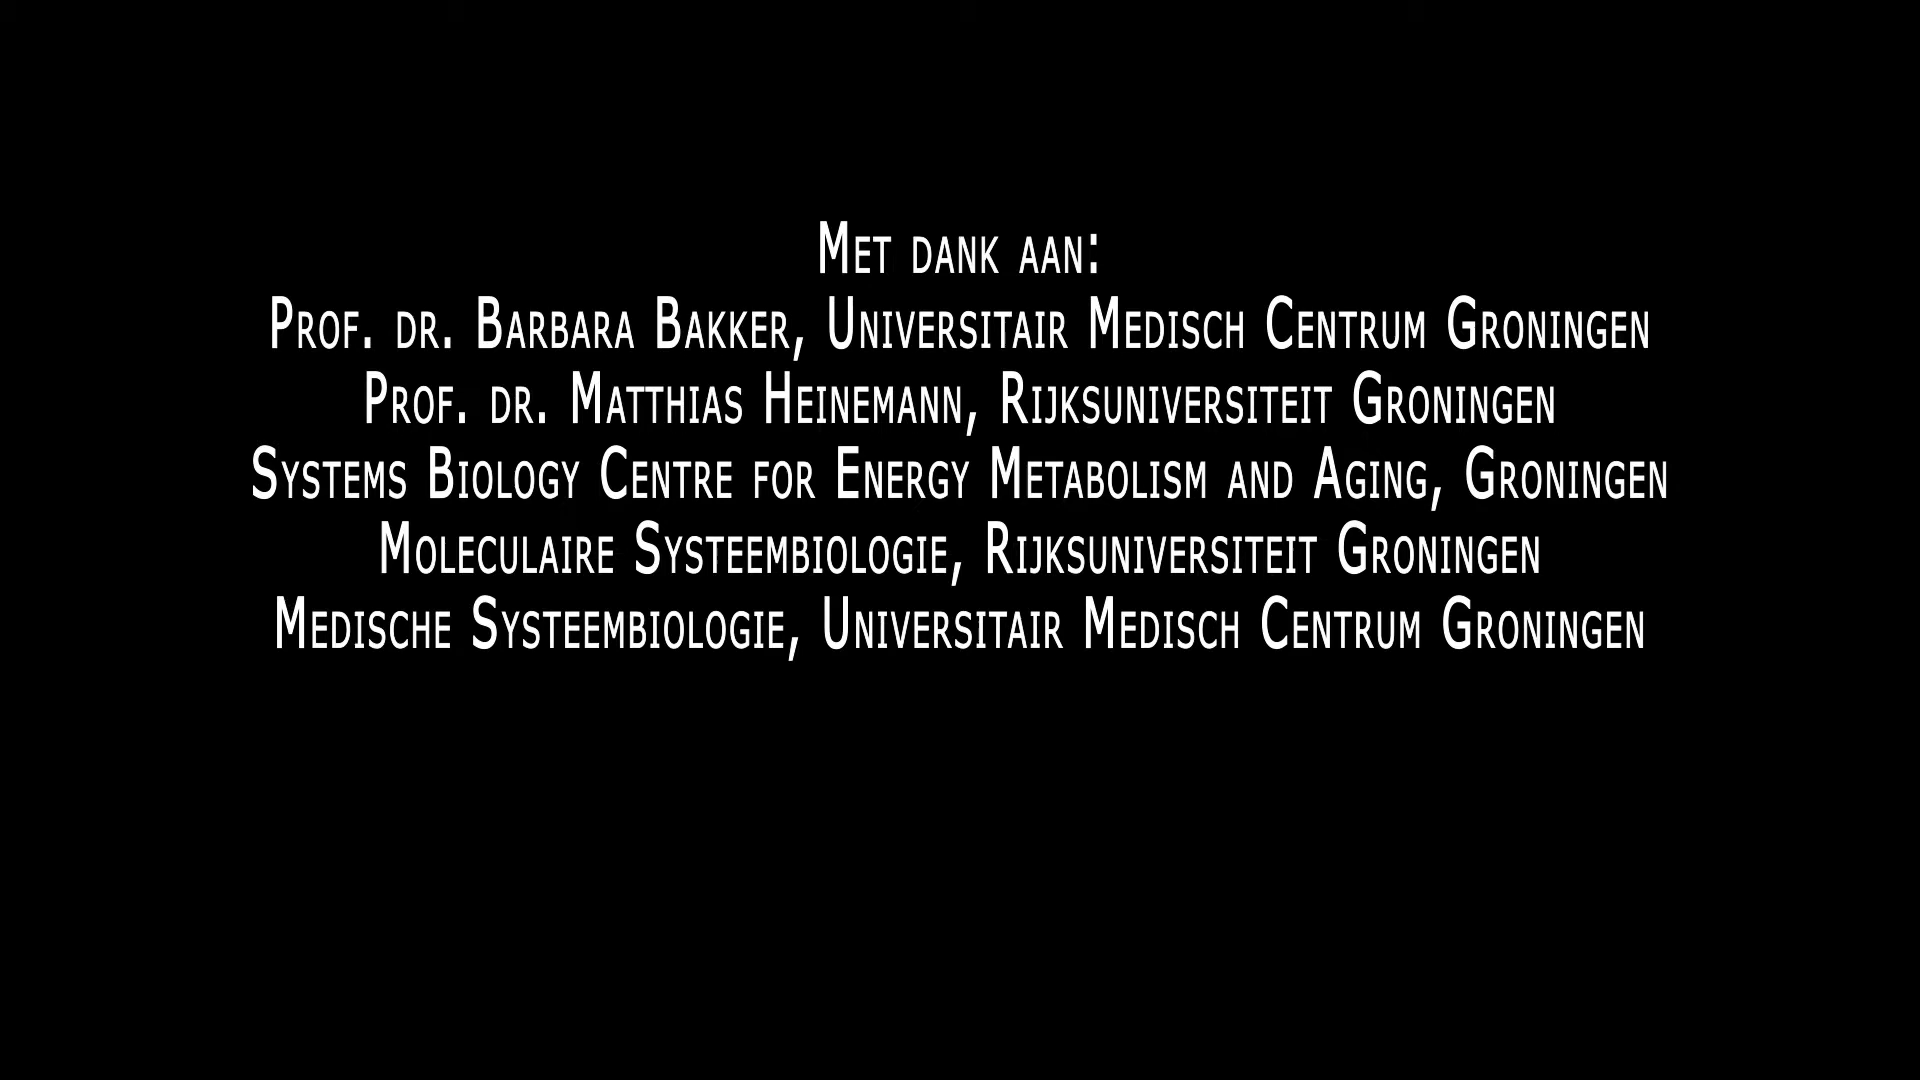 Met dank aan:
Prof. dr. Barbara Bakker, Universitair Medisch Centrum Groningen
Prof. dr. Matthias Heinemann, Rijksuniversiteit Groningen
Systems Biology Centre for Energy Metabolism and Aging, Groningen
Moleculaire Systeembiologie, Rijksuniversiteit Groningen
Medische Systeembiologie, Universitair Medisch Centrum Groningen